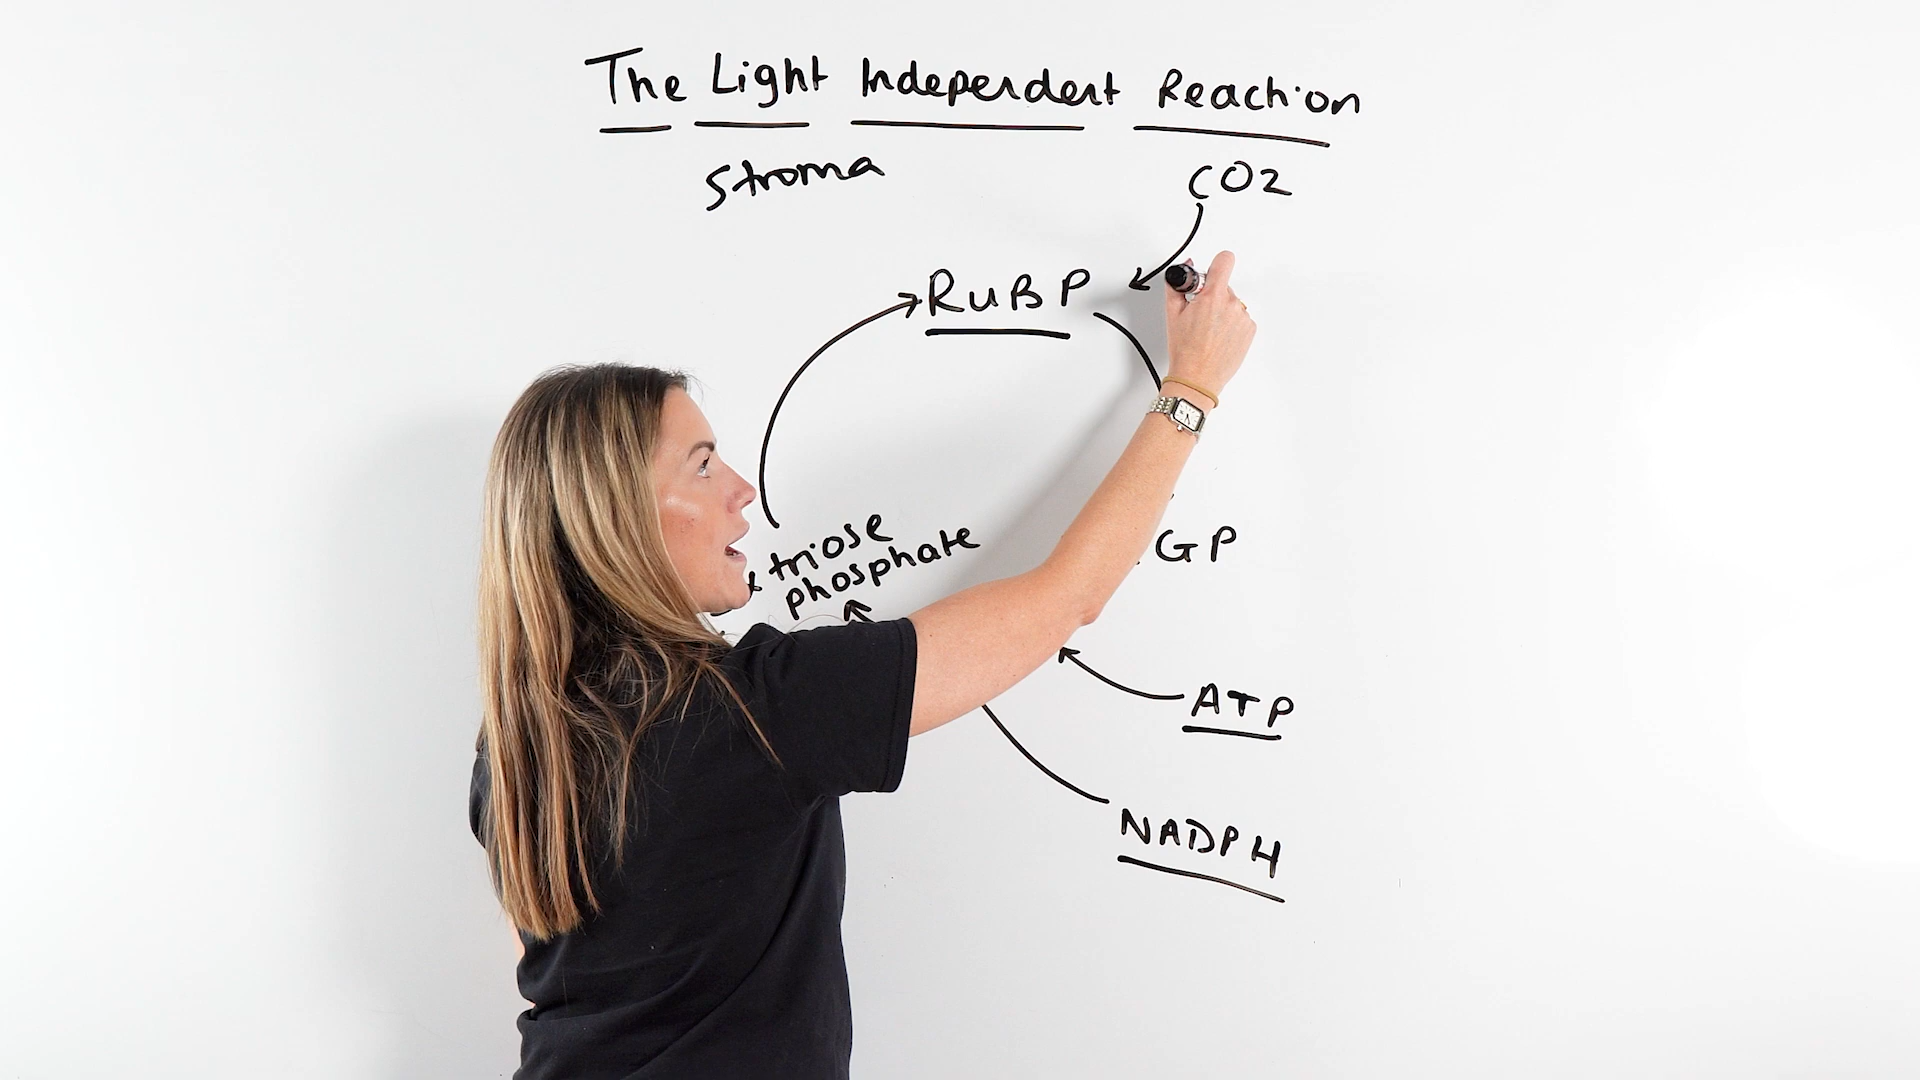 The Light Independent Reaction
Stroma
CO2
RuBP
triose
phosphate
GP
ATP
NADPH